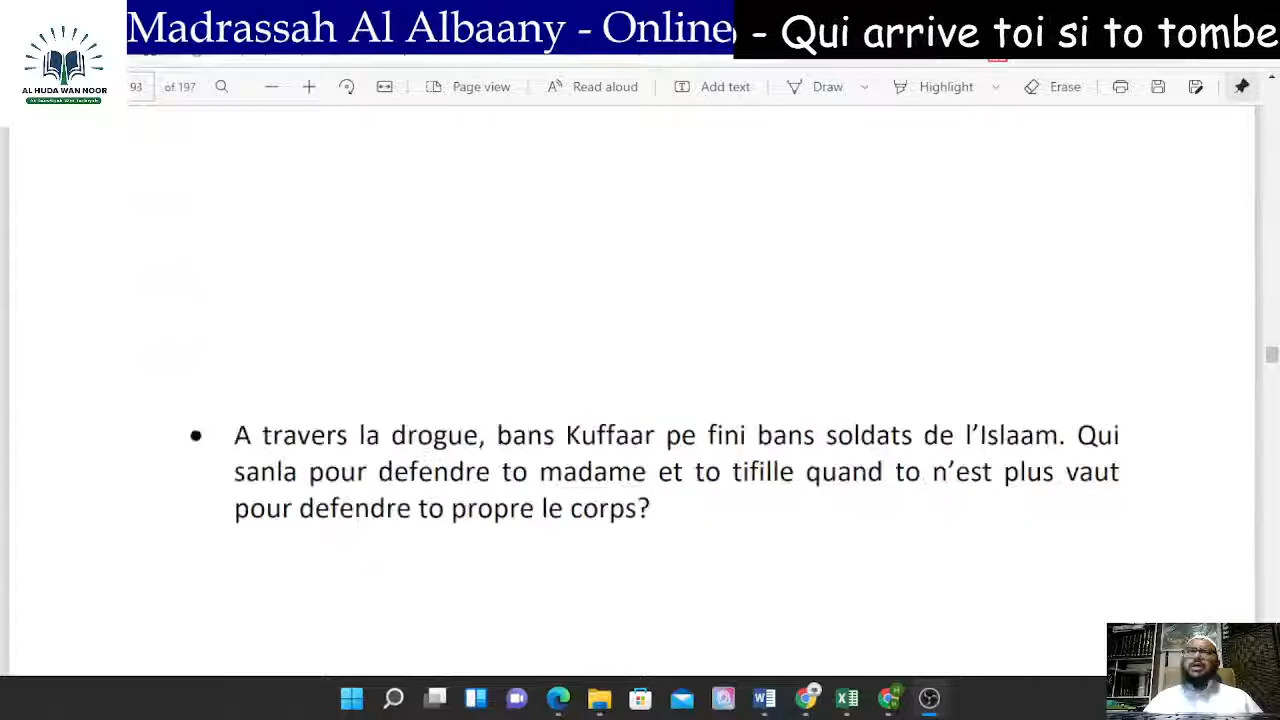 Madrassah Al Albaany - Online
- Qui arrive toi si to tombe
AL HUDA WAN NOOR
93 of 197 Page view Read aloud Add text Draw Highlight Erase
• A travers la drogue, bans Kuffaar pe fini bans soldats de l’Islaam. Qui
sanla pour defendre to madame et to tifille quand to n’est plus vaut
pour defendre to propre le corps?